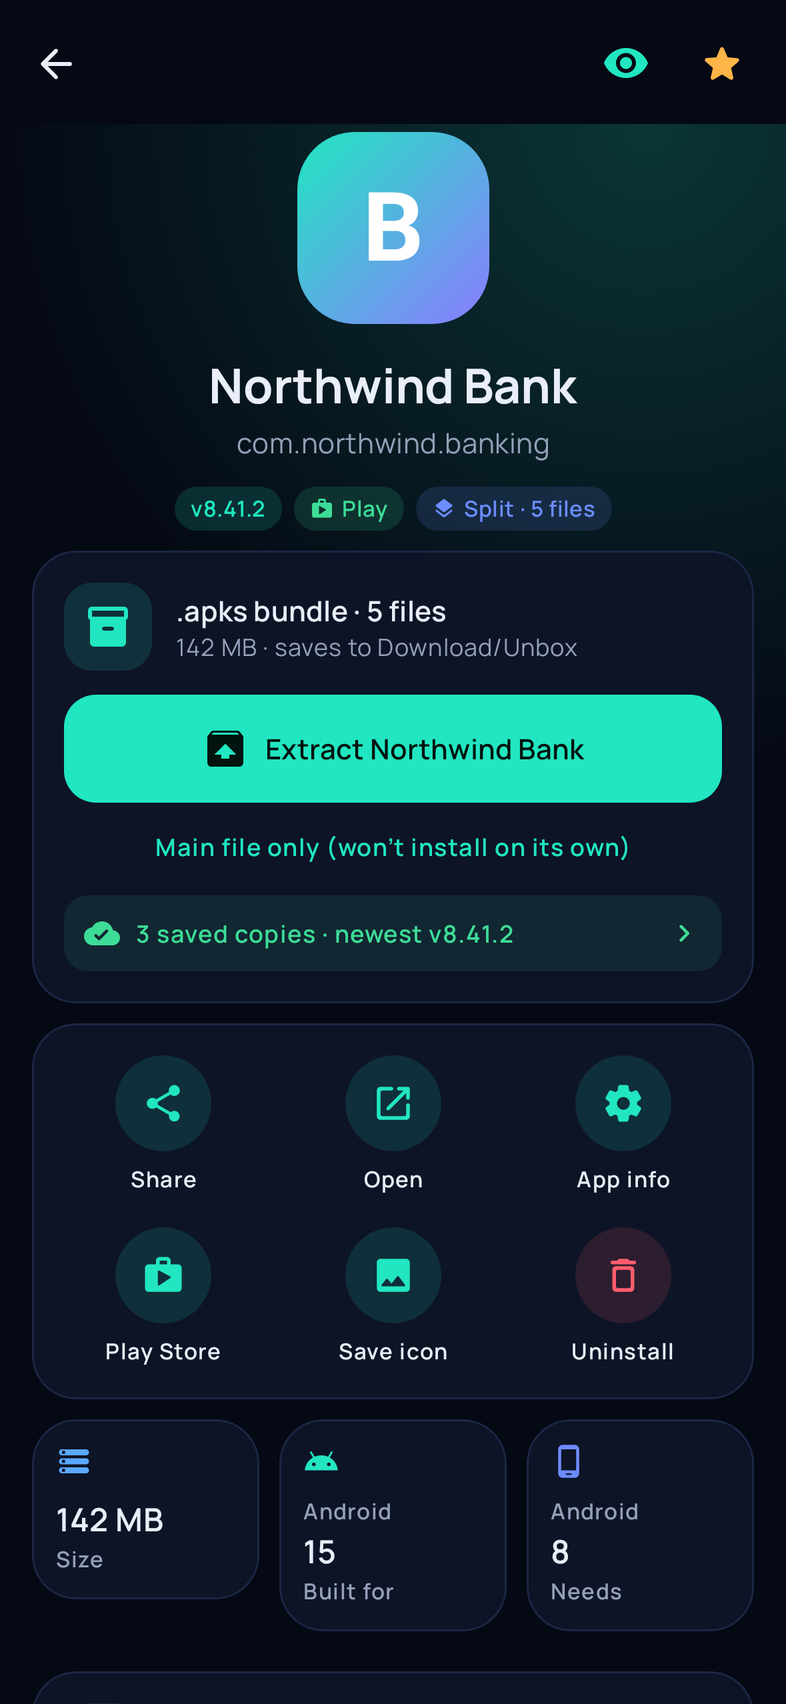 B
Northwind Bank
com.northwind.banking
v8.41.2
Play
Split · 5 files
.apks bundle · 5 files
142 MB · saves to Download/Unbox
Extract Northwind Bank
Main file only (won’t install on its own)
3 saved copies · newest v8.41.2
Share
Open
App info
Play Store
Save icon
Uninstall
142 MB
Size
Android
15
Built for
Android
8
Needs